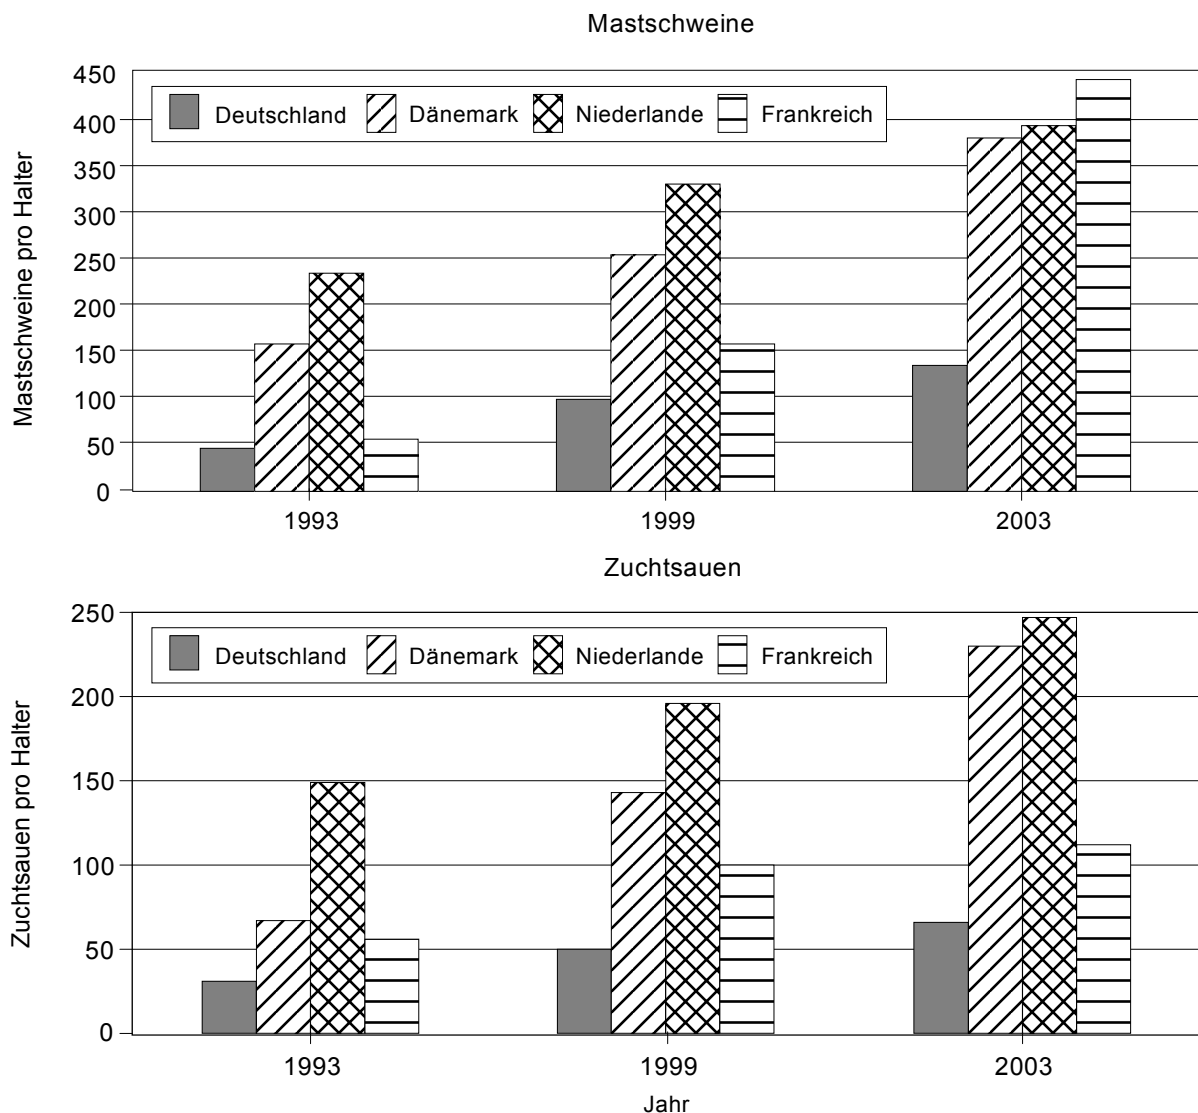 Mastschweine
Mastschweine pro Halter
450
400
350
300
250
200
150
100
50
0
Deutschland Dänemark Niederlande Frankreich
1993 1999 2003
Zuchtsauen
Zuchtsauen pro Halter
250
200
150
100
50
0
Deutschland Dänemark Niederlande Frankreich
1993 1999 2003
Jahr